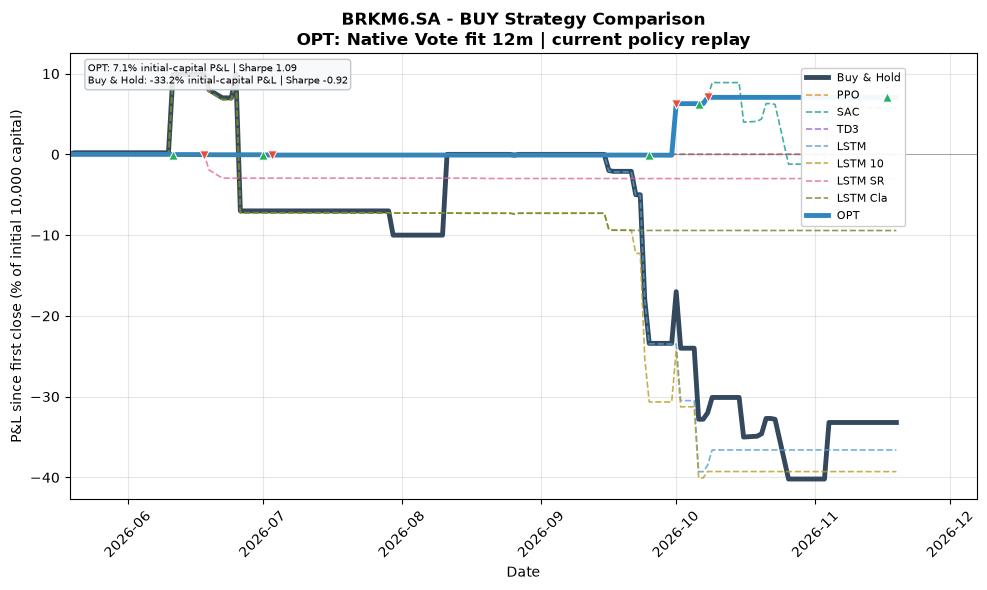 BRKM6.SA - BUY Strategy Comparison
OPT: Native Vote fit 12m | current policy replay
OPT: 7.1% initial-capital P&L | Sharpe 1.09
Buy & Hold: -33.2% initial-capital P&L | Sharpe -0.92
Buy & Hold
PPO
SAC
TD3
LSTM
LSTM 10
LSTM SR
LSTM Cla
OPT
P&L since first close (% of initial 10,000 capital)
10
0
−10
−20
−30
−40
2026-06
2026-07
2026-08
2026-09
2026-10
2026-11
2026-12
Date